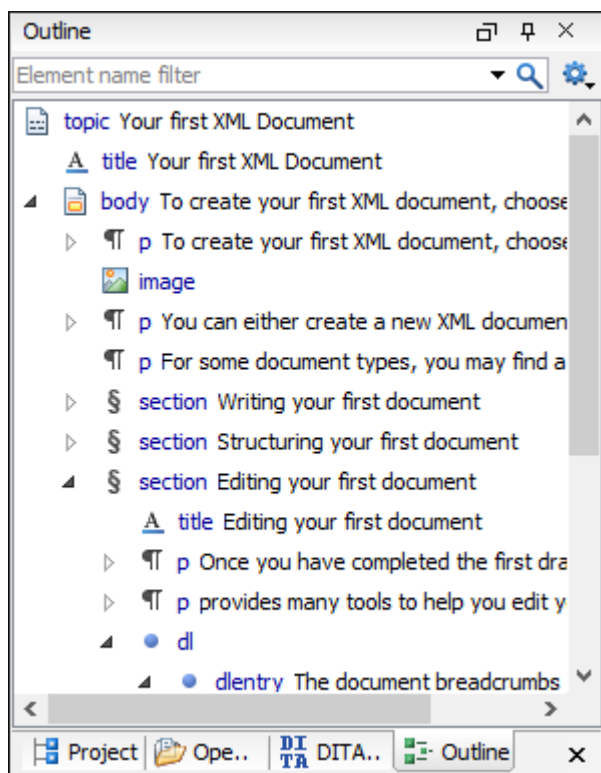 Outline
Element name filter
topic Your first XML Document
A title Your first XML Document
body To create your first XML document, choose
¶ p To create your first XML document, choose
image
¶ p You can either create a new XML documen
¶ p For some document types, you may find a
§ section Writing your first document
§ section Structuring your first document
§ section Editing your first document
A title Editing your first document
¶ p Once you have completed the first dra
¶ p provides many tools to help you edit y
dl
dlentry The document breadcrumbs
Project Ope.. DITA DITA.. Outline